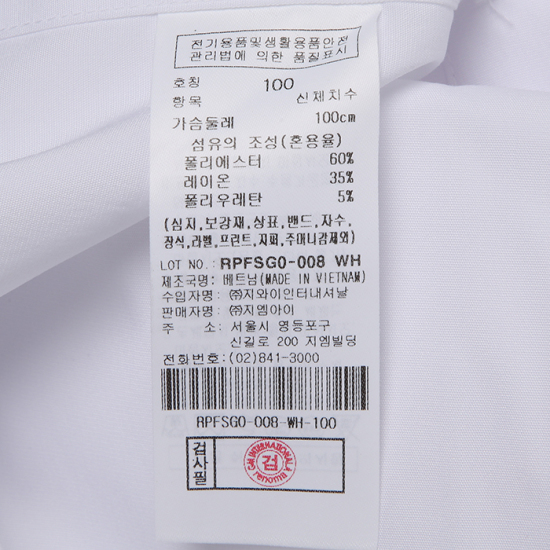 전기용품및생활용품안전
관리법에 의한 품질표시
호칭 100
항목 신체치수
가슴둘레 100cm
섬유의 조성(혼용율)
폴리에스터 60%
레이온 35%
폴리우레탄 5%
(심지,보강재,상표,밴드,자수,
장식,라벨,프린트,지퍼,주머니감제외)
LOT NO.: RPFSG0-008 WH
제조국명: 베트남(MADE IN VIETNAM)
수입자명: ㈜지와이인터내셔날
판매자명: ㈜지엠아이
주 소 : 서울시 영등포구
신길로 200 지엠빌딩
전화번호: (02)841-3000
RPFSG0-008-WH-100
검사필
GM INTERNATIONAL
검
renoma